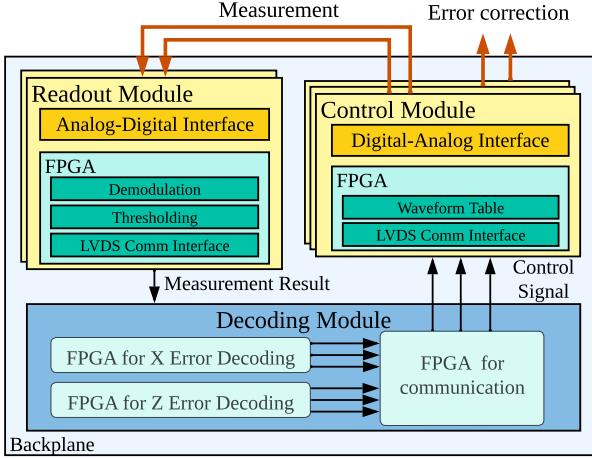 Measurement
Error correction
Readout Module
Analog-Digital Interface
FPGA
Demodulation
Thresholding
LVDS Comm Interface
Control Module
Digital-Analog Interface
FPGA
Waveform Table
LVDS Comm Interface
Measurement Result
Control
Signal
Decoding Module
FPGA for X Error Decoding
FPGA for Z Error Decoding
FPGA for
communication
Backplane